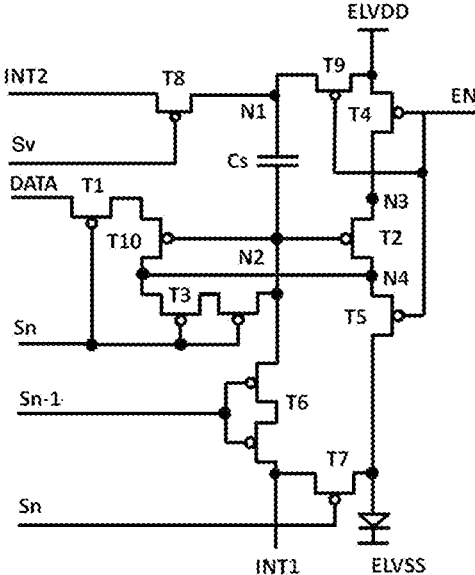 ELVDD
T9
INT2
T8
T4
EN
N1
Sv
Cs
DATA
T1
N3
T10
T2
N2
N4
T3
T5
Sn
Sn-1
T6
T7
Sn
INT1
ELVSS